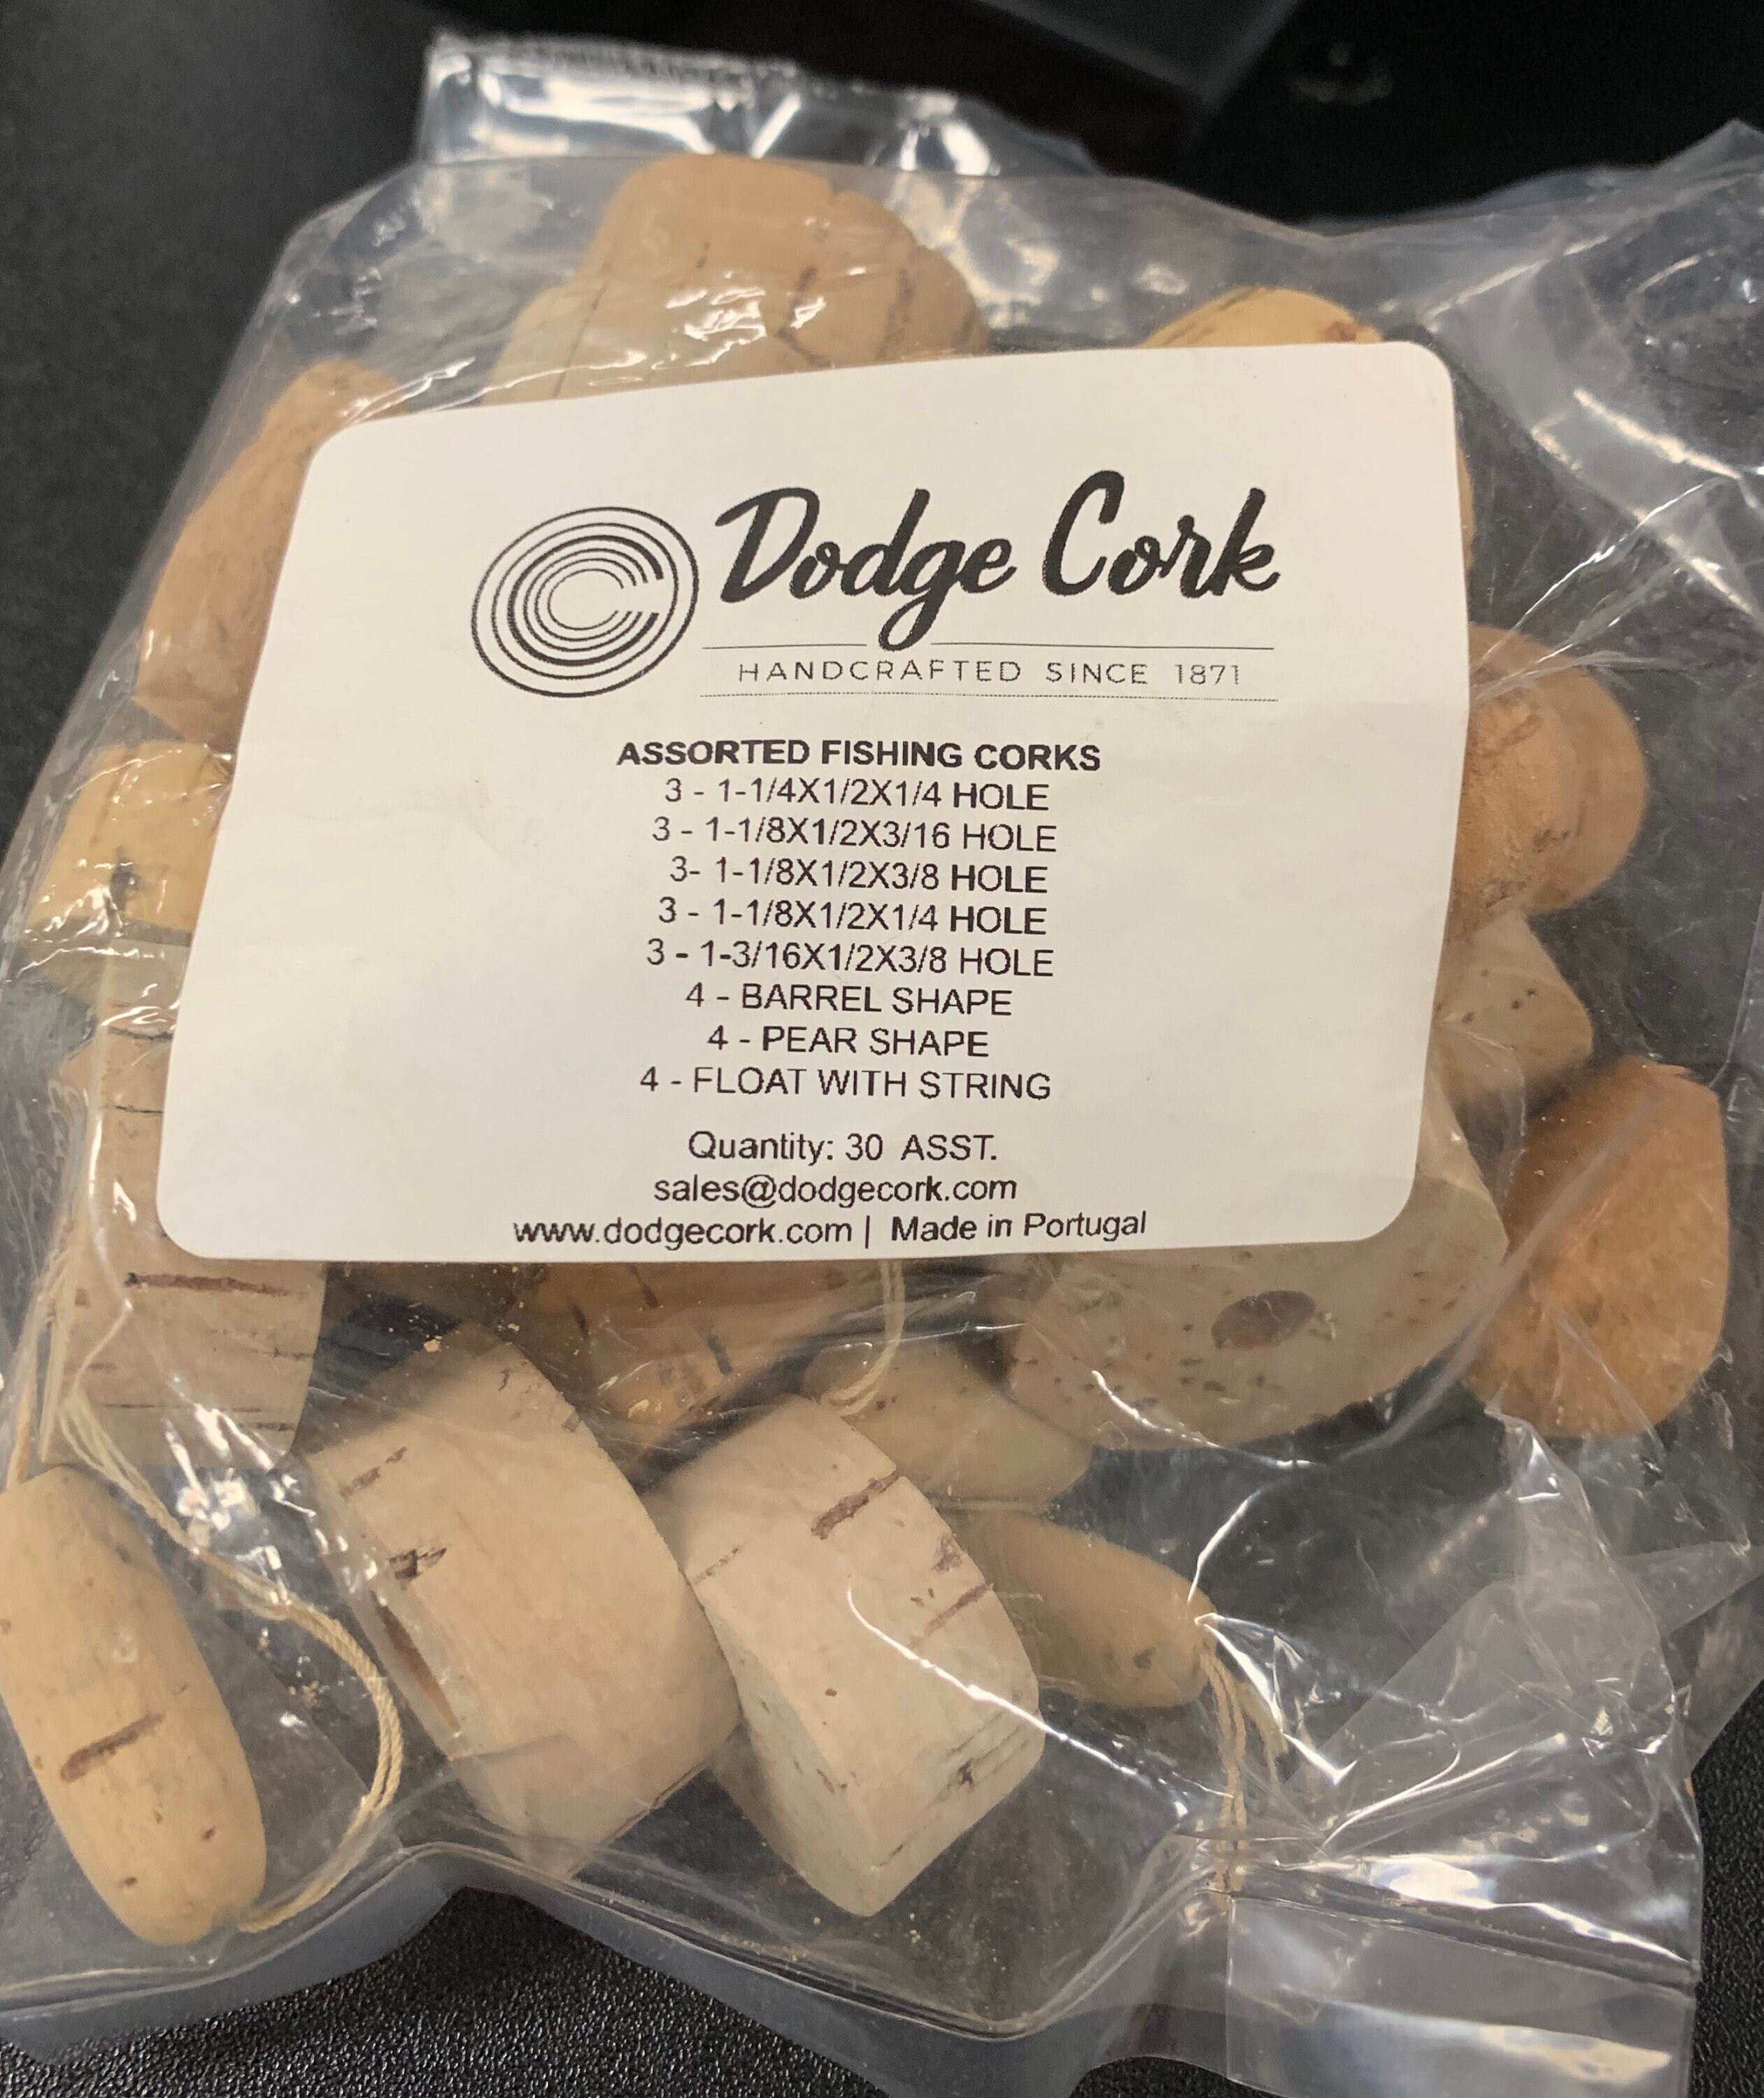 Dodge Cork
HANDCRAFTED SINCE 1871
ASSORTED FISHING CORKS
3 - 1-1/4X1/2X1/4 HOLE
3 - 1-1/8X1/2X3/16 HOLE
3- 1-1/8X1/2X3/8 HOLE
3 - 1-1/8X1/2X1/4 HOLE
3 - 1-3/16X1/2X3/8 HOLE
4 - BARREL SHAPE
4 - PEAR SHAPE
4 - FLOAT WITH STRING
Quantity: 30 ASST.
sales@dodgecork.com
www.dodgecork.com | Made in Portugal